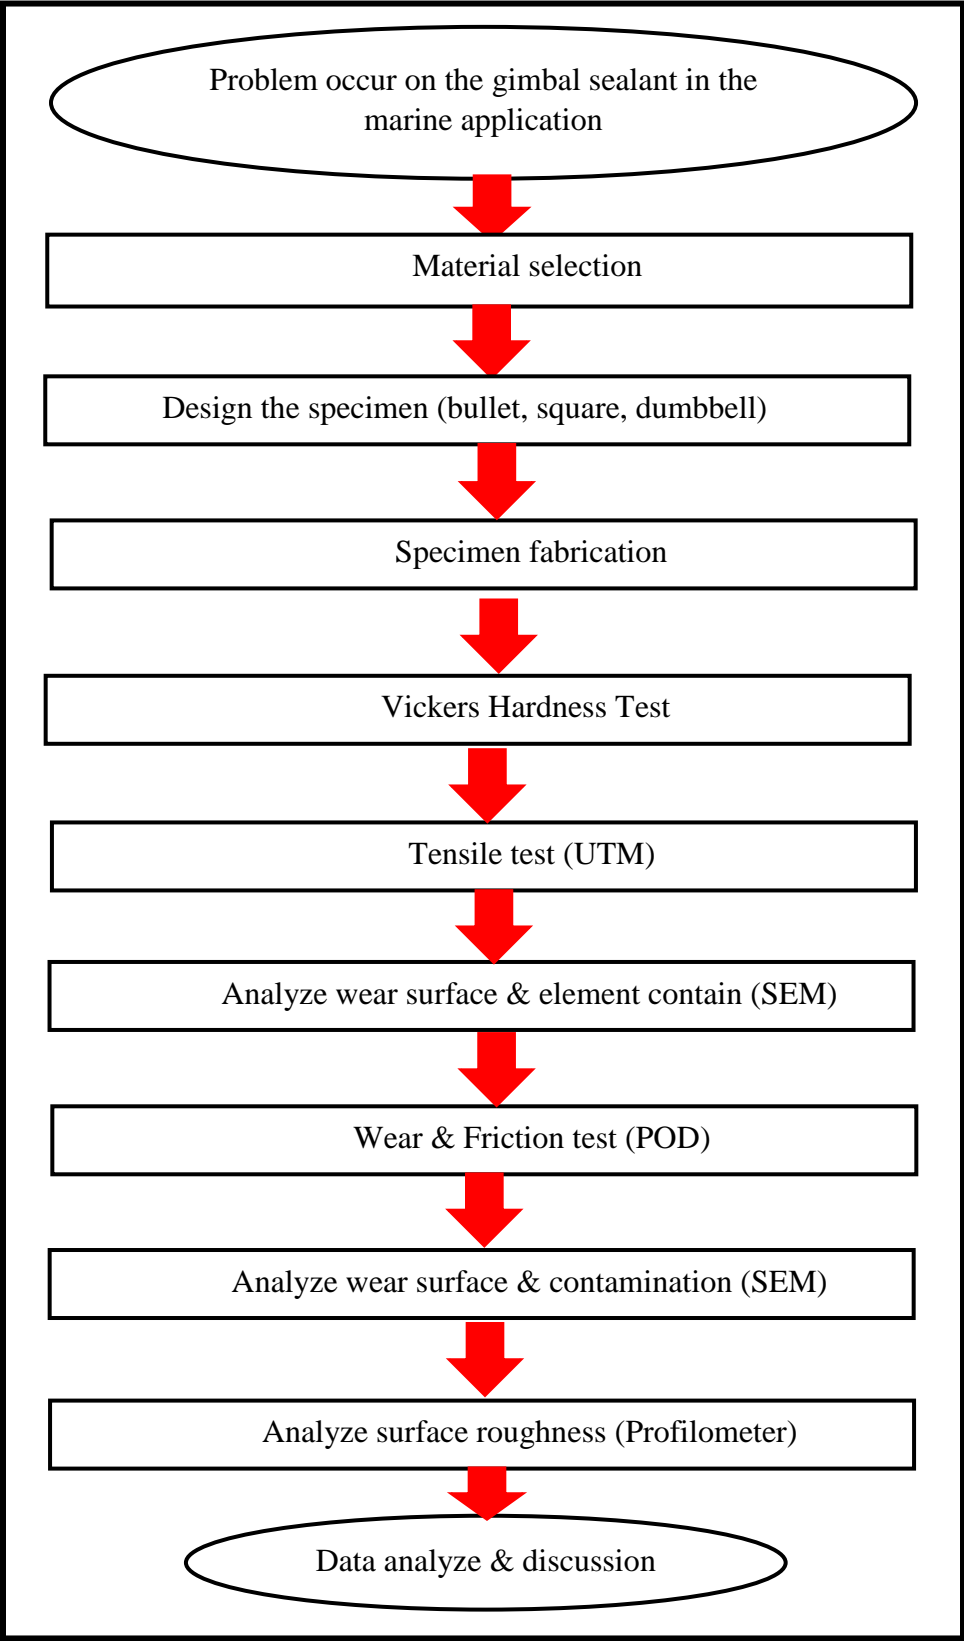 Problem occur on the gimbal sealant in the
marine application
Material selection
Design the specimen (bullet, square, dumbbell)
Specimen fabrication
Vickers Hardness Test
Tensile test (UTM)
Analyze wear surface & element contain (SEM)
Wear & Friction test (POD)
Analyze wear surface & contamination (SEM)
Analyze surface roughness (Profilometer)
Data analyze & discussion